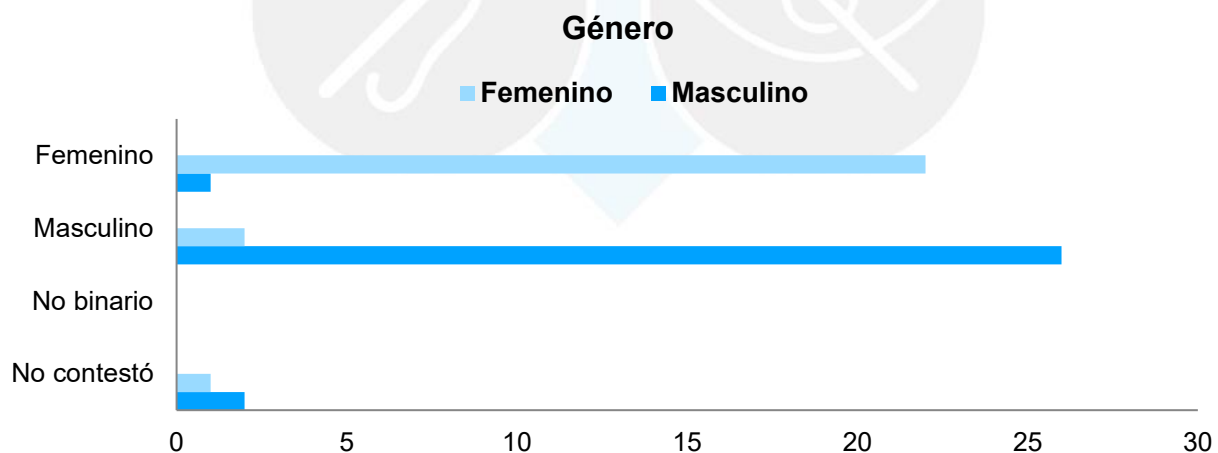 Género
Femenino Masculino
Femenino
Masculino
No binario
No contestó
0 5 10 15 20 25 30